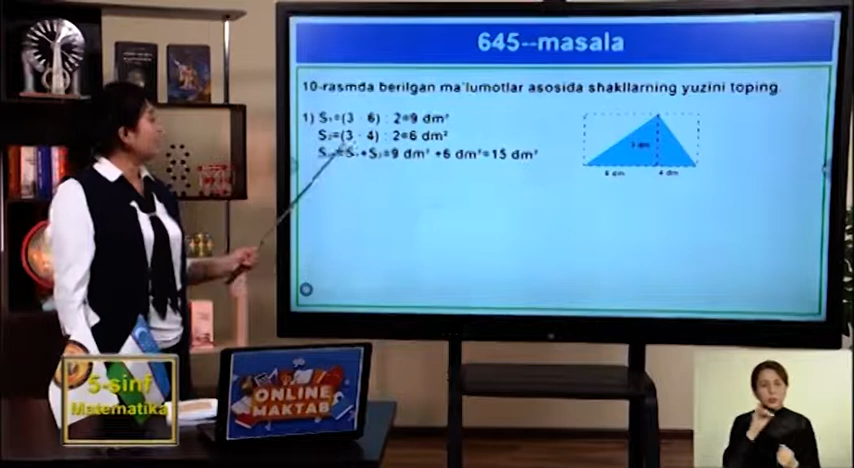 645--masala
10-rasmda berilgan ma'lumotlar asosida shakllarning yuzini toping.
1) S₁=(3 · 6) : 2=9 dm²
S₂=(3 · 4) : 2=6 dm²
=S₁+S₂=9 dm² +6 dm²=15 dm²
3 dm
6 dm
4 dm
5-sinf
Matematika
ONLINE
MAKTAB